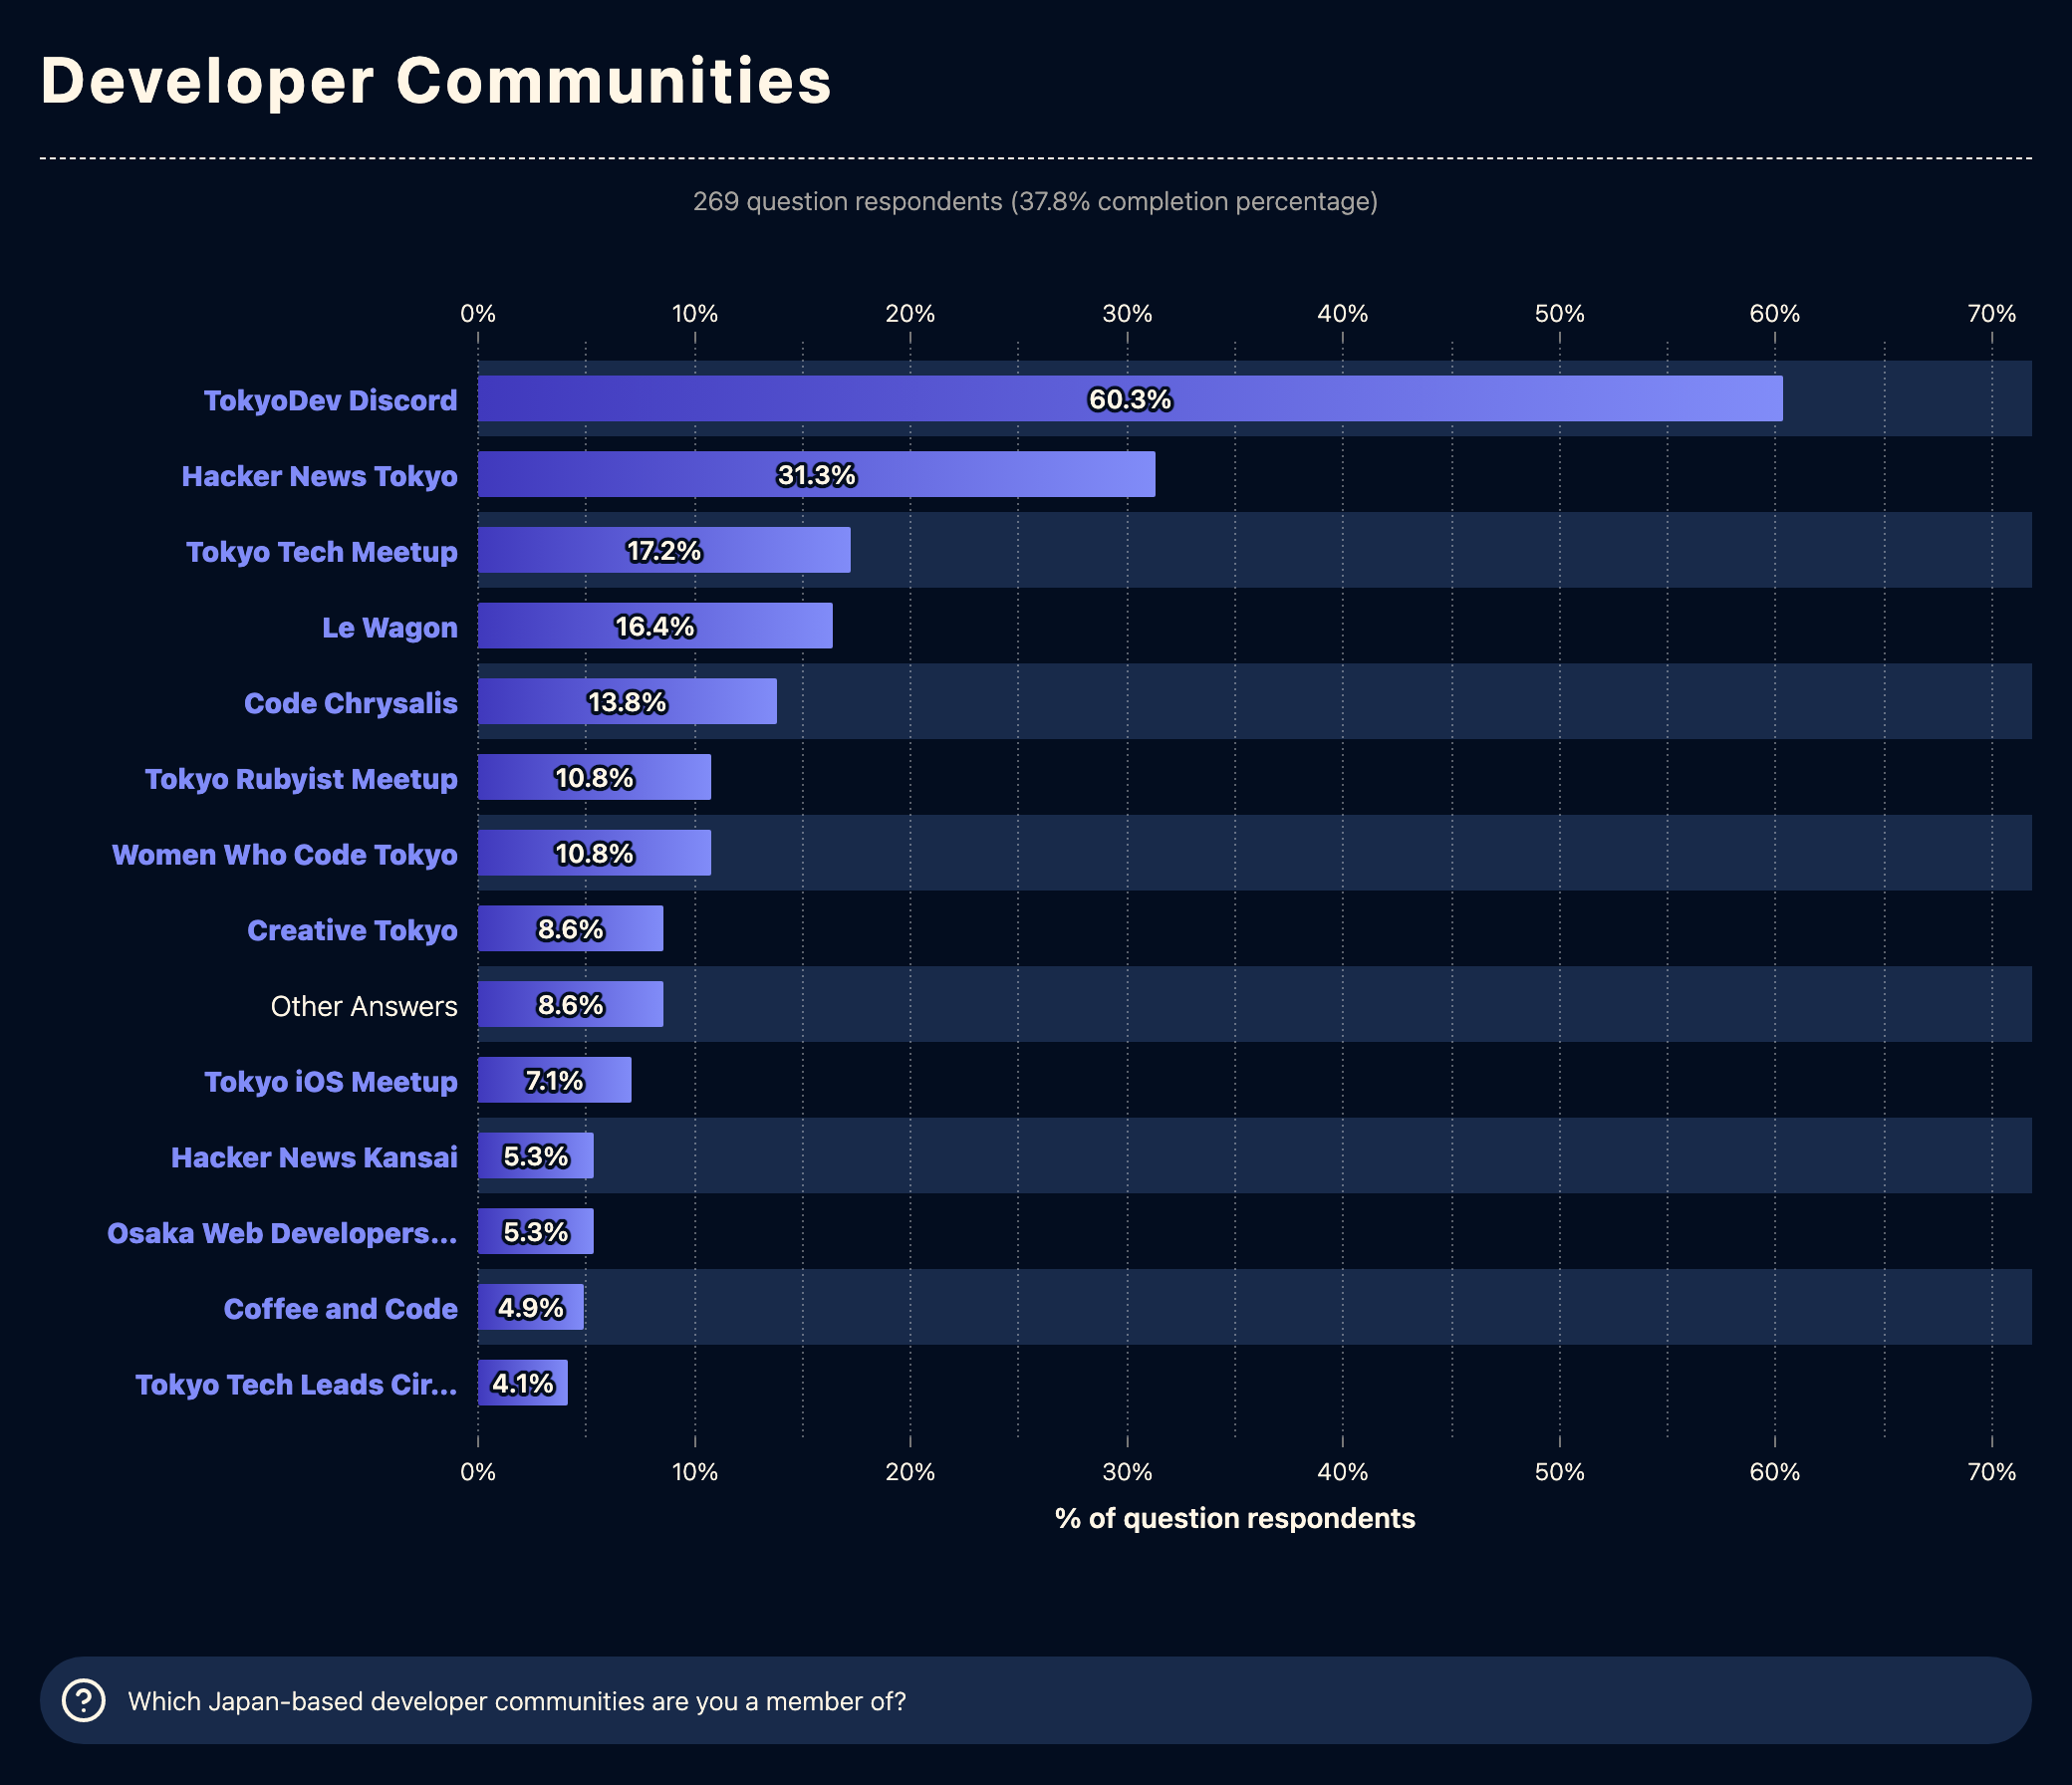 Developer Communities
269 question respondents (37.8% completion percentage)
0% 10% 20% 30% 40% 50% 60% 70%
TokyoDev Discord 60.3%
Hacker News Tokyo 31.3%
Tokyo Tech Meetup 17.2%
Le Wagon 16.4%
Code Chrysalis 13.8%
Tokyo Rubyist Meetup 10.8%
Women Who Code Tokyo 10.8%
Creative Tokyo 8.6%
Other Answers 8.6%
Tokyo iOS Meetup 7.1%
Hacker News Kansai 5.3%
Osaka Web Developers... 5.3%
Coffee and Code 4.9%
Tokyo Tech Leads Cir... 4.1%
0% 10% 20% 30% 40% 50% 60% 70%
% of question respondents
? Which Japan-based developer communities are you a member of?